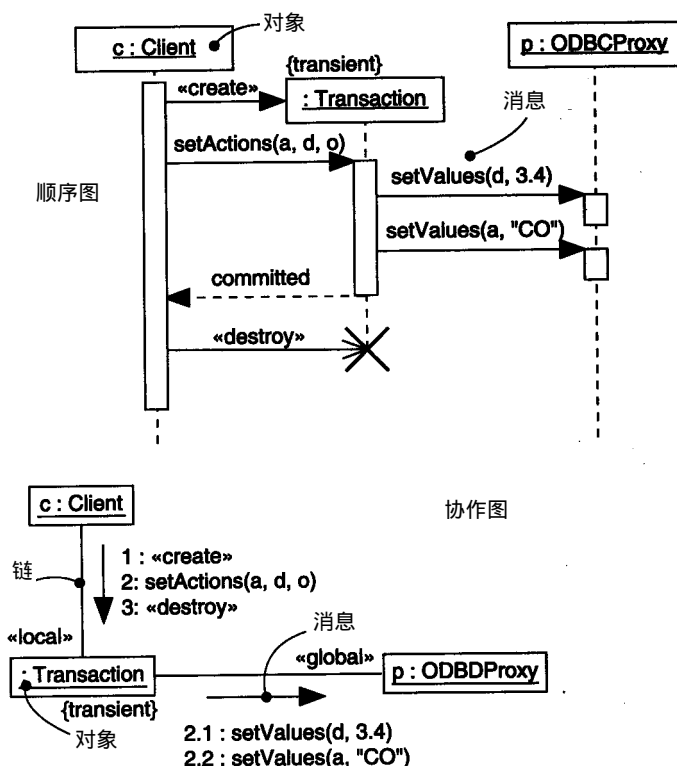 对象
c : Client
p : ODBCProxy
{transient}
«create»
: Transaction
消息
setActions(a, d, o)
setValues(d, 3.4)
顺序图
setValues(a, "CO")
committed
«destroy»
c : Client
协作图
链
1 : «create»
2: setActions(a, d, o)
3: «destroy»
消息
«local»
«global»
: Transaction
p : ODBDProxy
{transient}
对象
2.1 : setValues(d, 3.4)
2.2 : setValues(a, "CO")